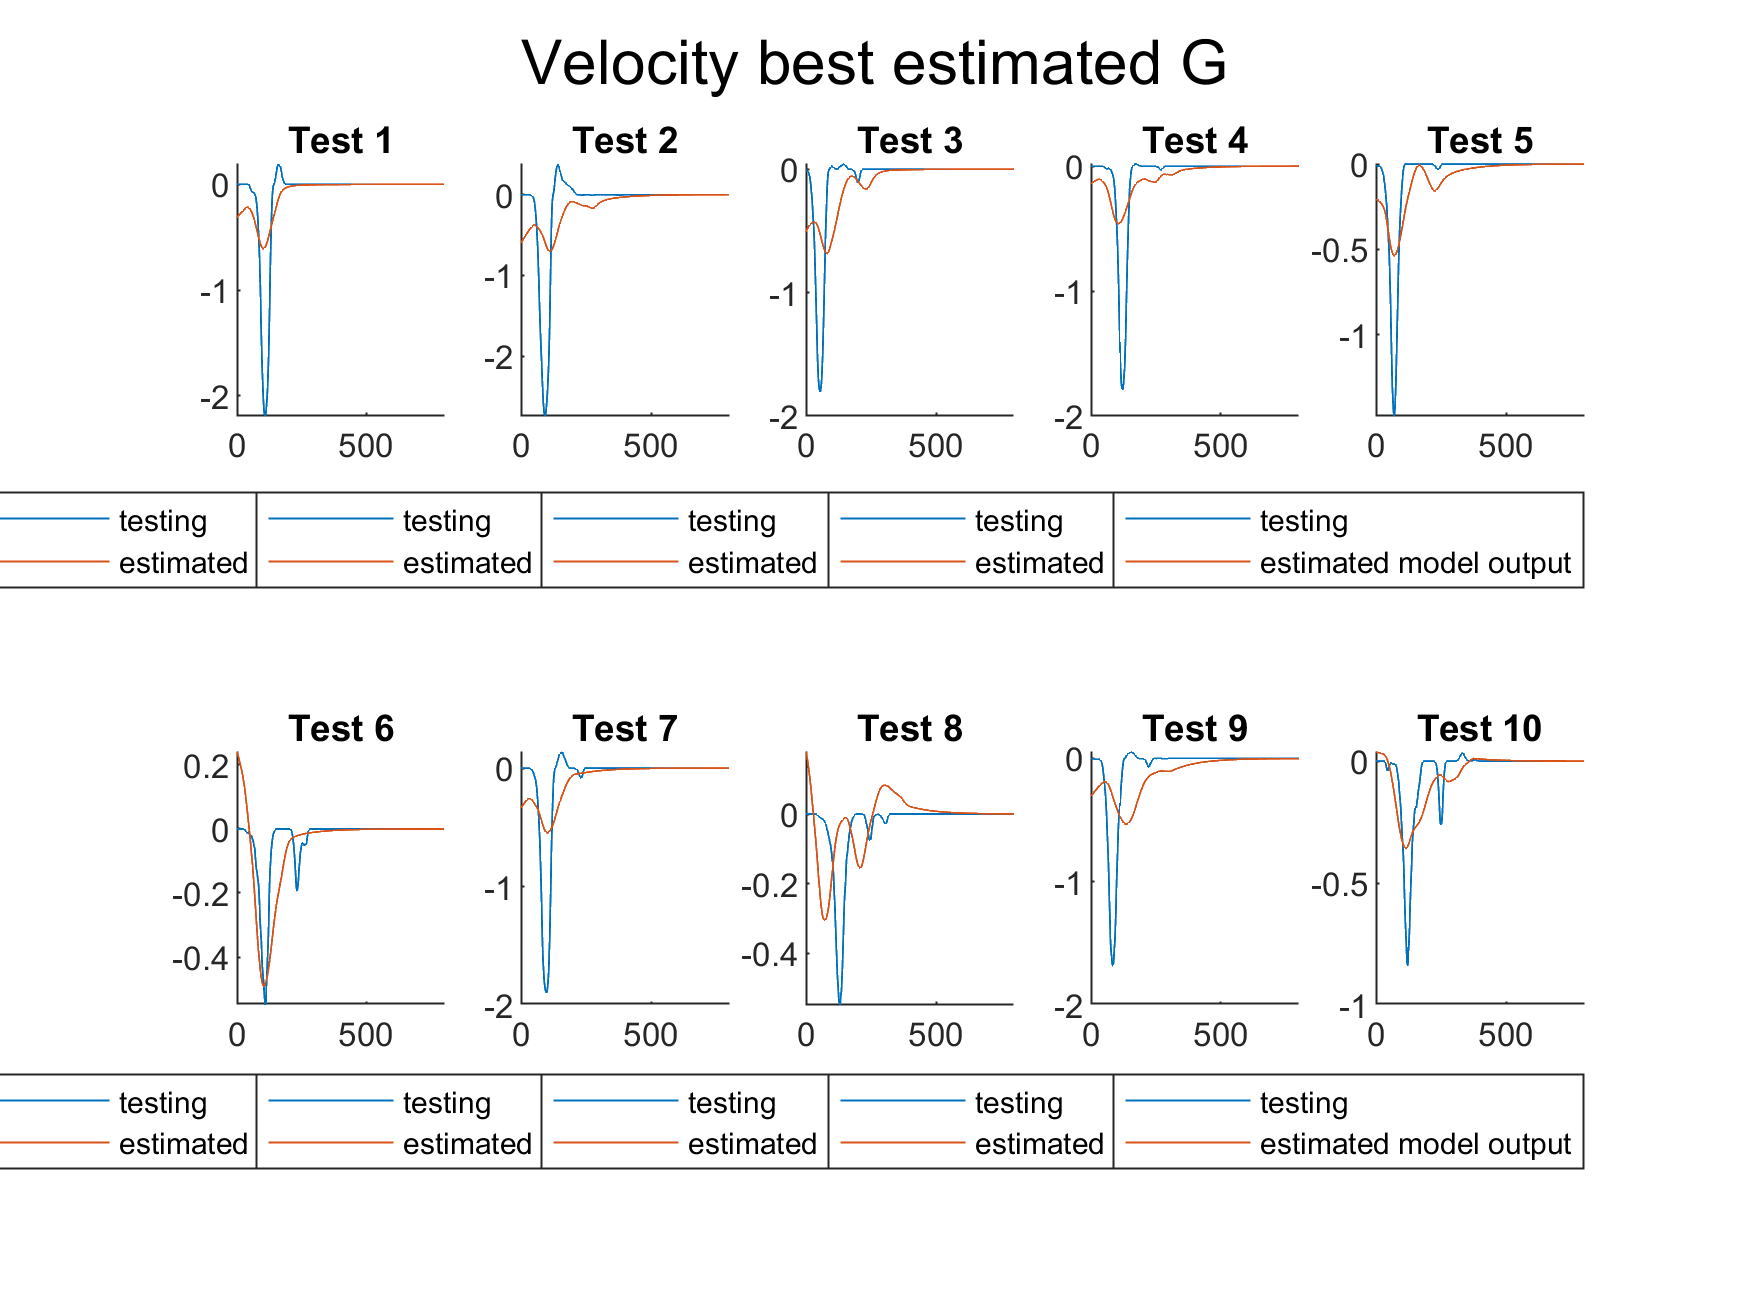 Velocity best estimated G
Test 1 Test 2 Test 3 Test 4 Test 5
0 -1 -2 0 500
0 -1 -2 0 500
0 -1 -2 0 500
0 -1 -2 0 500
0 -0.5 -1 0 500
testing testing testing testing testing
estimated estimated estimated estimated estimated model output
Test 6 Test 7 Test 8 Test 9 Test 10
0.2 0 -0.2 -0.4 0 500
0 -1 -2 0 500
0 -0.2 -0.4 0 500
0 -1 -2 0 500
0 -0.5 -1 0 500
testing testing testing testing testing
estimated estimated estimated estimated estimated model output